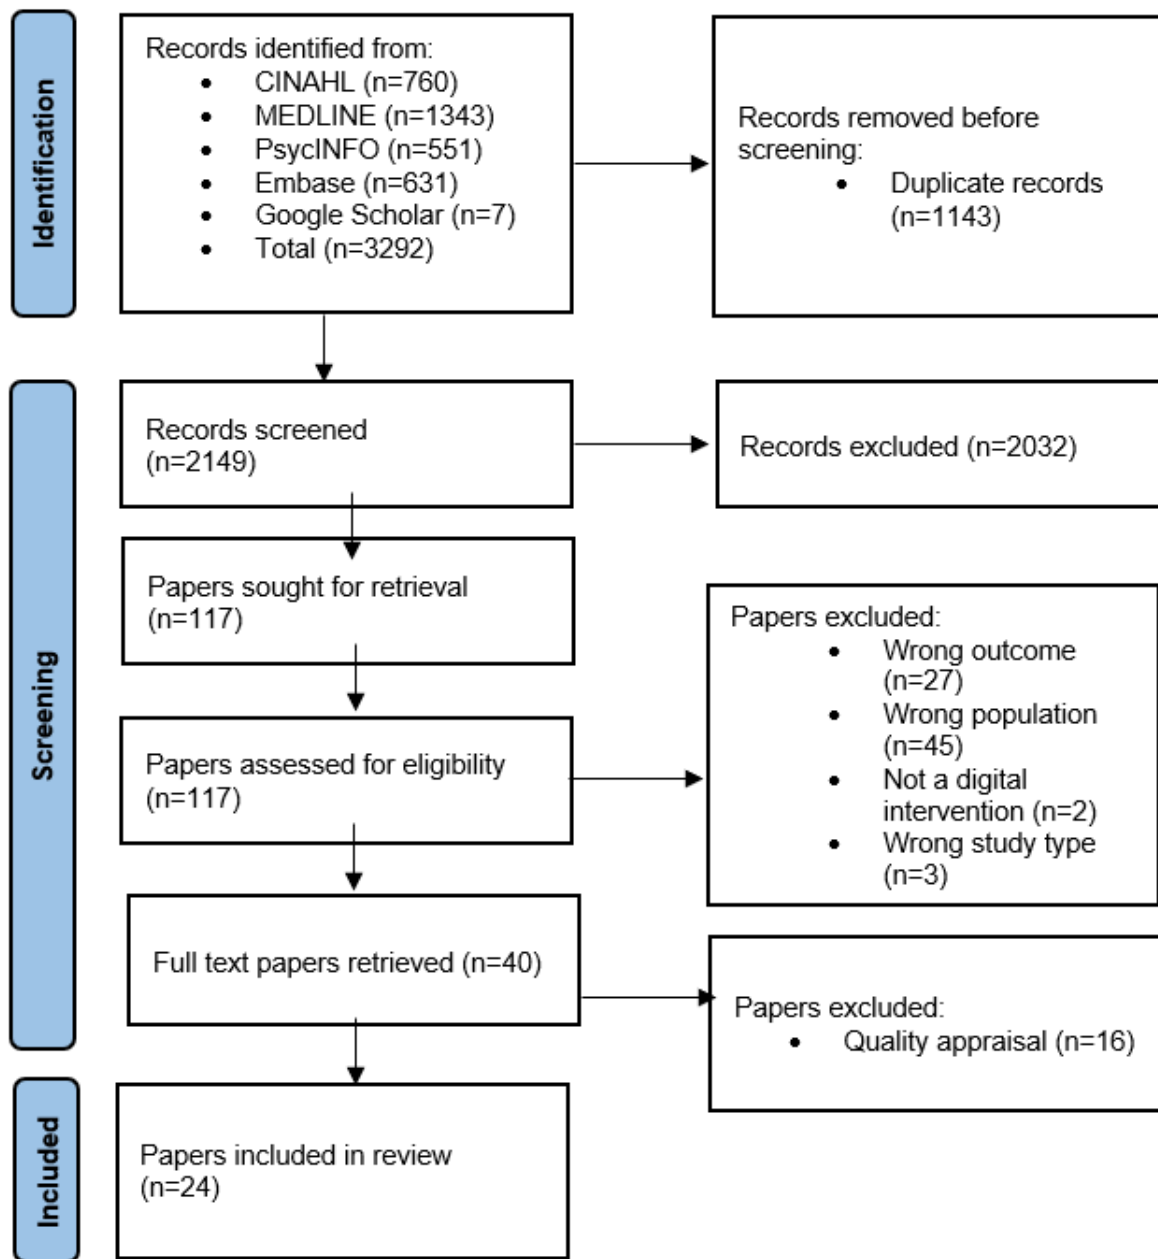 Identification
Records identified from:
• CINAHL (n=760)
• MEDLINE (n=1343)
• PsycINFO (n=551)
• Embase (n=631)
• Google Scholar (n=7)
• Total (n=3292)
Records removed before
screening:
• Duplicate records
(n=1143)
Screening
Records screened
(n=2149)
Records excluded (n=2032)
Papers sought for retrieval
(n=117)
Papers assessed for eligibility
(n=117)
Papers excluded:
• Wrong outcome
(n=27)
• Wrong population
(n=45)
• Not a digital
intervention (n=2)
• Wrong study type
(n=3)
Full text papers retrieved (n=40)
Papers excluded:
• Quality appraisal (n=16)
Included
Papers included in review
(n=24)